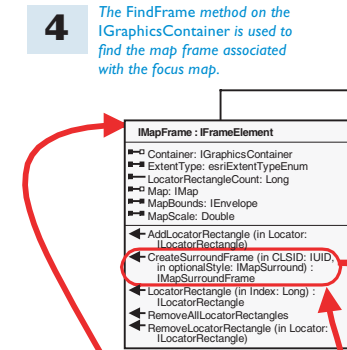 4
The FindFrame method on the
IGraphicsContainer is used to
find the map frame associated
with the focus map.
IMapFrame : IFrameElement
Container: IGraphicsContainer
ExtentType: esriExtentTypeEnum
LocatorRectangleCount: Long
Map: IMap
MapBounds: IEnvelope
MapScale: Double
AddLocatorRectangle (in Locator:
ILocatorRectangle)
CreateSurroundFrame (in CLSID: IUID,
in optionalStyle: IMapSurround) :
IMapSurroundFrame
LocatorRectangle (in Index: Long) :
ILocatorRectangle
RemoveAllLocatorRectangles
RemoveLocatorRectangle (in Locator:
ILocatorRectangle)